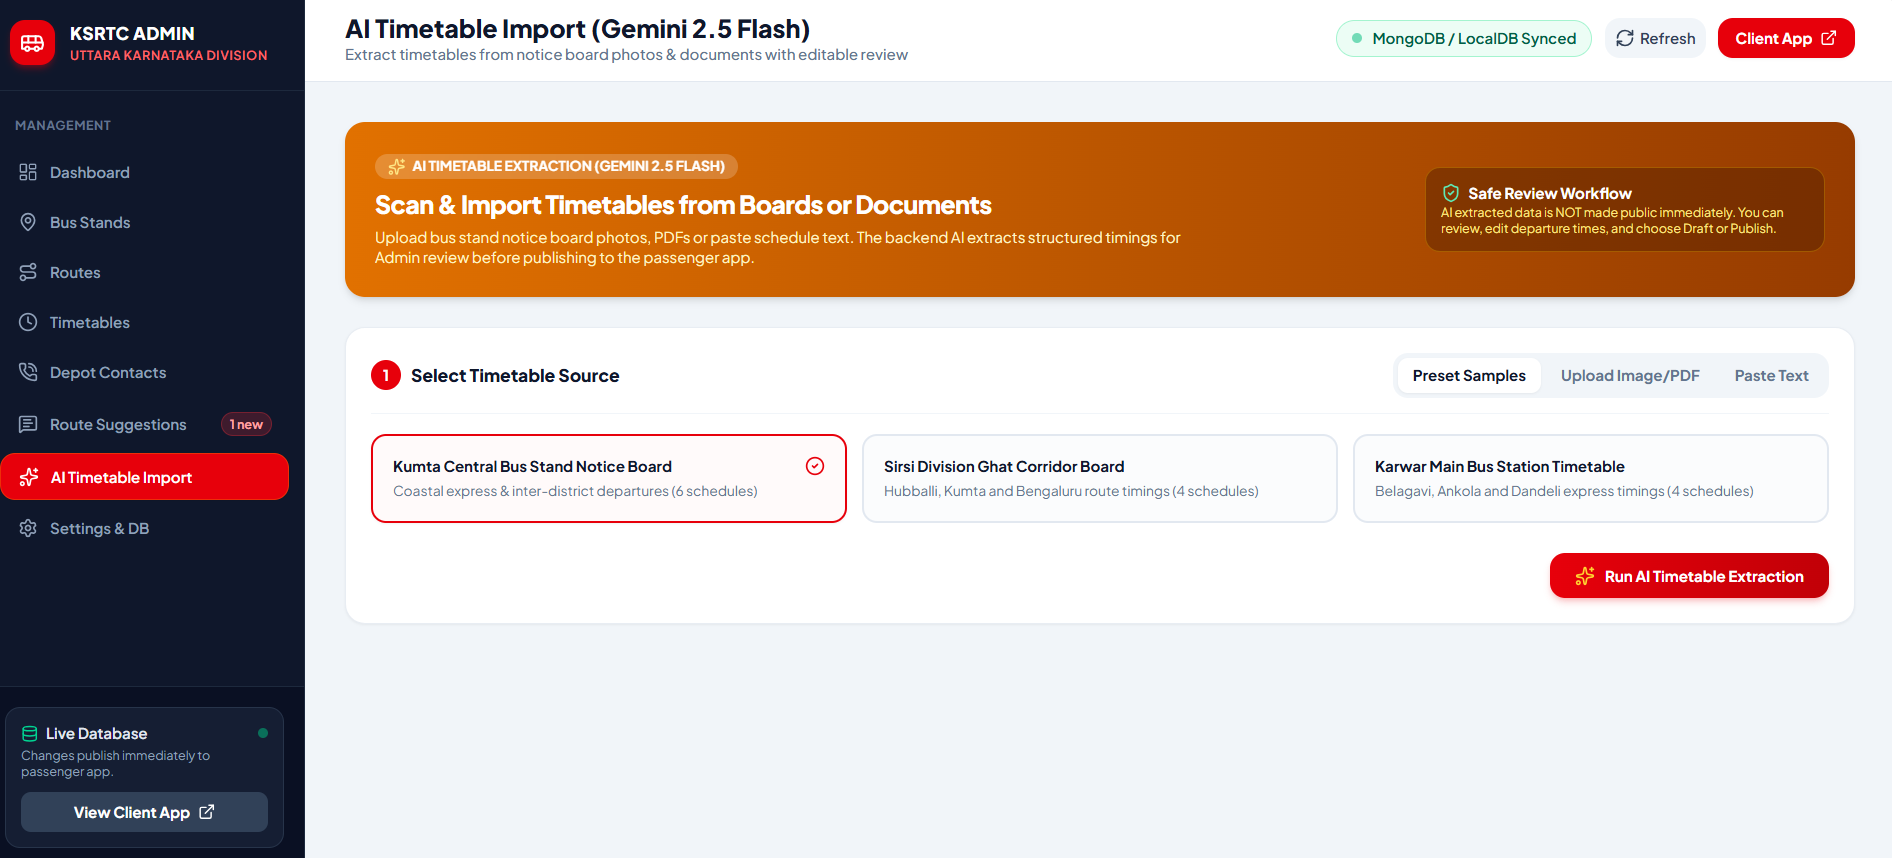 KSRTC ADMIN
UTTARA KARNATAKA DIVISION
MANAGEMENT
Dashboard
Bus Stands
Routes
Timetables
Depot Contacts
Route Suggestions
1 new
AI Timetable Import
Settings & DB
Live Database
Changes publish immediately to
passenger app.
View Client App
AI Timetable Import (Gemini 2.5 Flash)
Extract timetables from notice board photos & documents with editable review
MongoDB / LocalDB Synced
Refresh
Client App
AI TIMETABLE EXTRACTION (GEMINI 2.5 FLASH)
Scan & Import Timetables from Boards or Documents
Upload bus stand notice board photos, PDFs or paste schedule text. The backend AI extracts structured timings for
Admin review before publishing to the passenger app.
Safe Review Workflow
AI extracted data is NOT made public immediately. You can
review, edit departure times, and choose Draft or Publish.
1
Select Timetable Source
Preset Samples
Upload Image/PDF
Paste Text
Kumta Central Bus Stand Notice Board
Coastal express & inter-district departures (6 schedules)
Sirsi Division Ghat Corridor Board
Hubballi, Kumta and Bengaluru route timings (4 schedules)
Karwar Main Bus Station Timetable
Belagavi, Ankola and Dandeli express timings (4 schedules)
Run AI Timetable Extraction